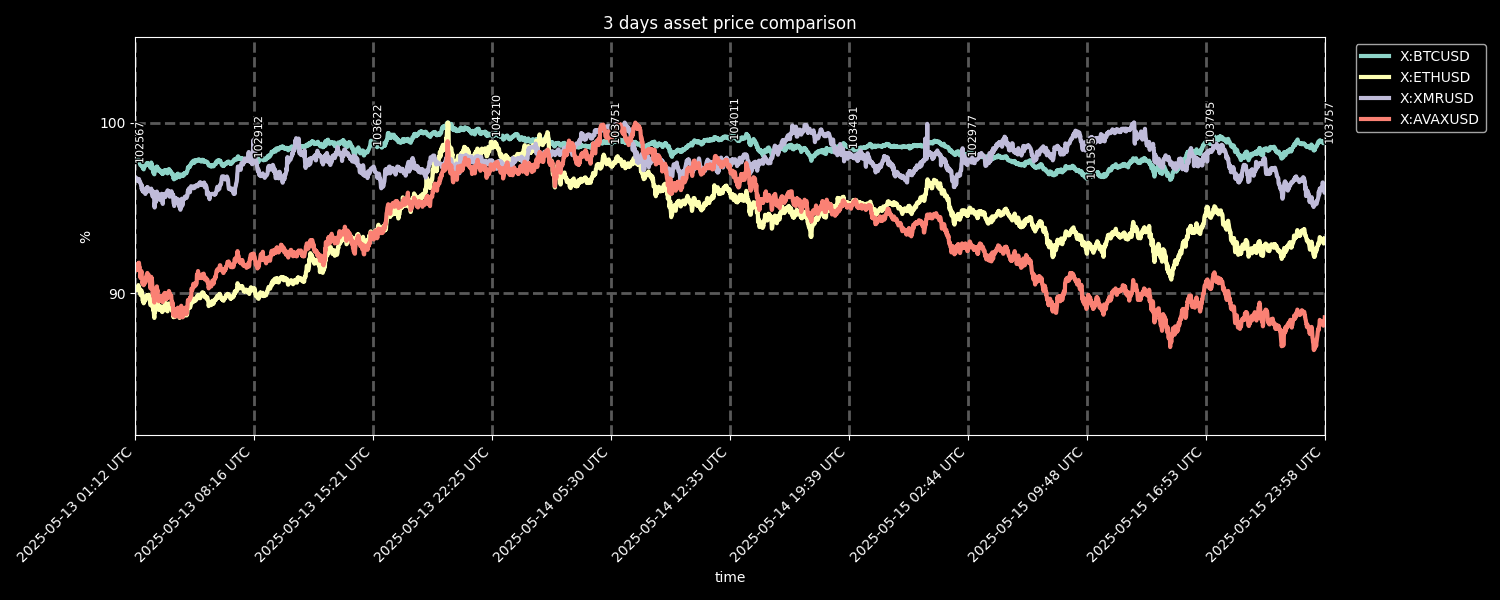 3 days asset price comparison
X:BTCUSD
X:ETHUSD
X:XMRUSD
X:AVAXUSD
%
100
90
102567
102912
103622
104210
103751
104011
103491
102977
101595
103795
103757
2025-05-13 01:12 UTC
2025-05-13 08:16 UTC
2025-05-13 15:21 UTC
2025-05-13 22:25 UTC
2025-05-14 05:30 UTC
2025-05-14 12:35 UTC
2025-05-14 19:39 UTC
2025-05-15 02:44 UTC
2025-05-15 09:48 UTC
2025-05-15 16:53 UTC
2025-05-15 23:58 UTC
time